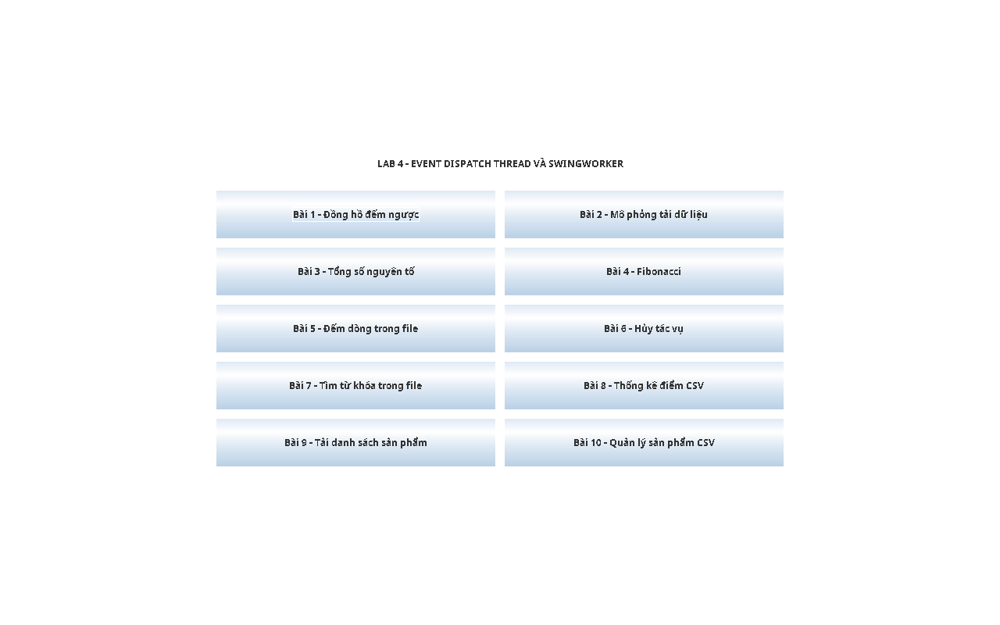 LAB 4 - EVENT DISPATCH THREAD VÀ SWINGWORKER
Bài 1 - Đồng hồ đếm ngược
Bài 2 - Mô phỏng tải dữ liệu
Bài 3 - Tổng số nguyên tố
Bài 4 - Fibonacci
Bài 5 - Đếm dòng trong file
Bài 6 - Hủy tác vụ
Bài 7 - Tìm từ khóa trong file
Bài 8 - Thống kê điểm CSV
Bài 9 - Tải danh sách sản phẩm
Bài 10 - Quản lý sản phẩm CSV